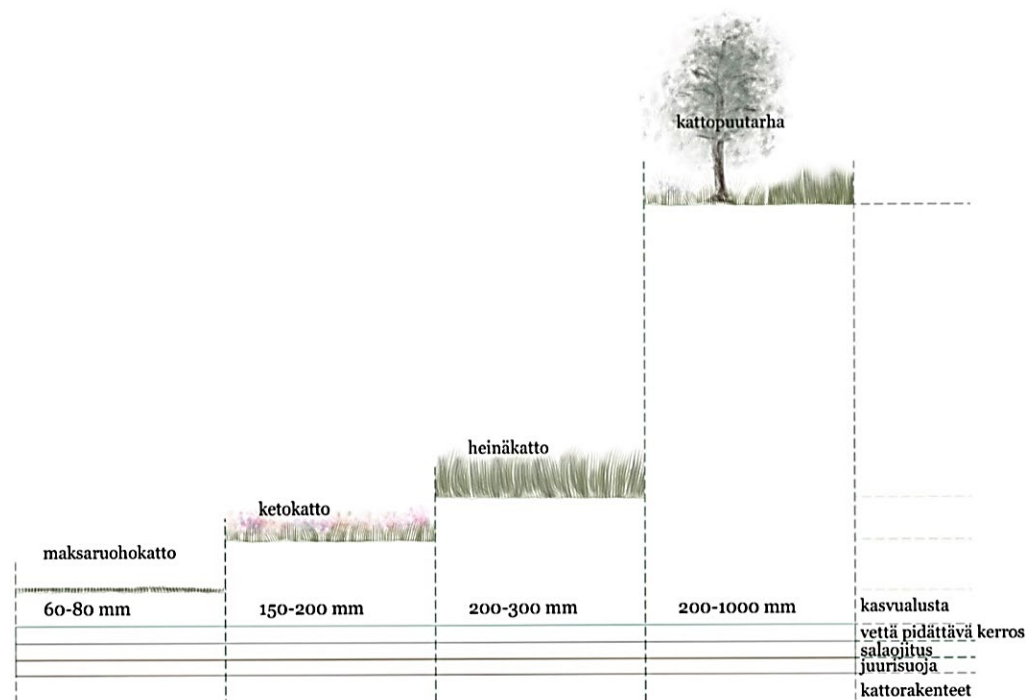 kattopuutarha
heinäkatto
ketokatto
maksaruohokatto
60-80 mm
150-200 mm
200-300 mm
200-1000 mm
kasvualusta
vettä pidättävä kerros
salaojitus
juurisuoja
kattorakenteet